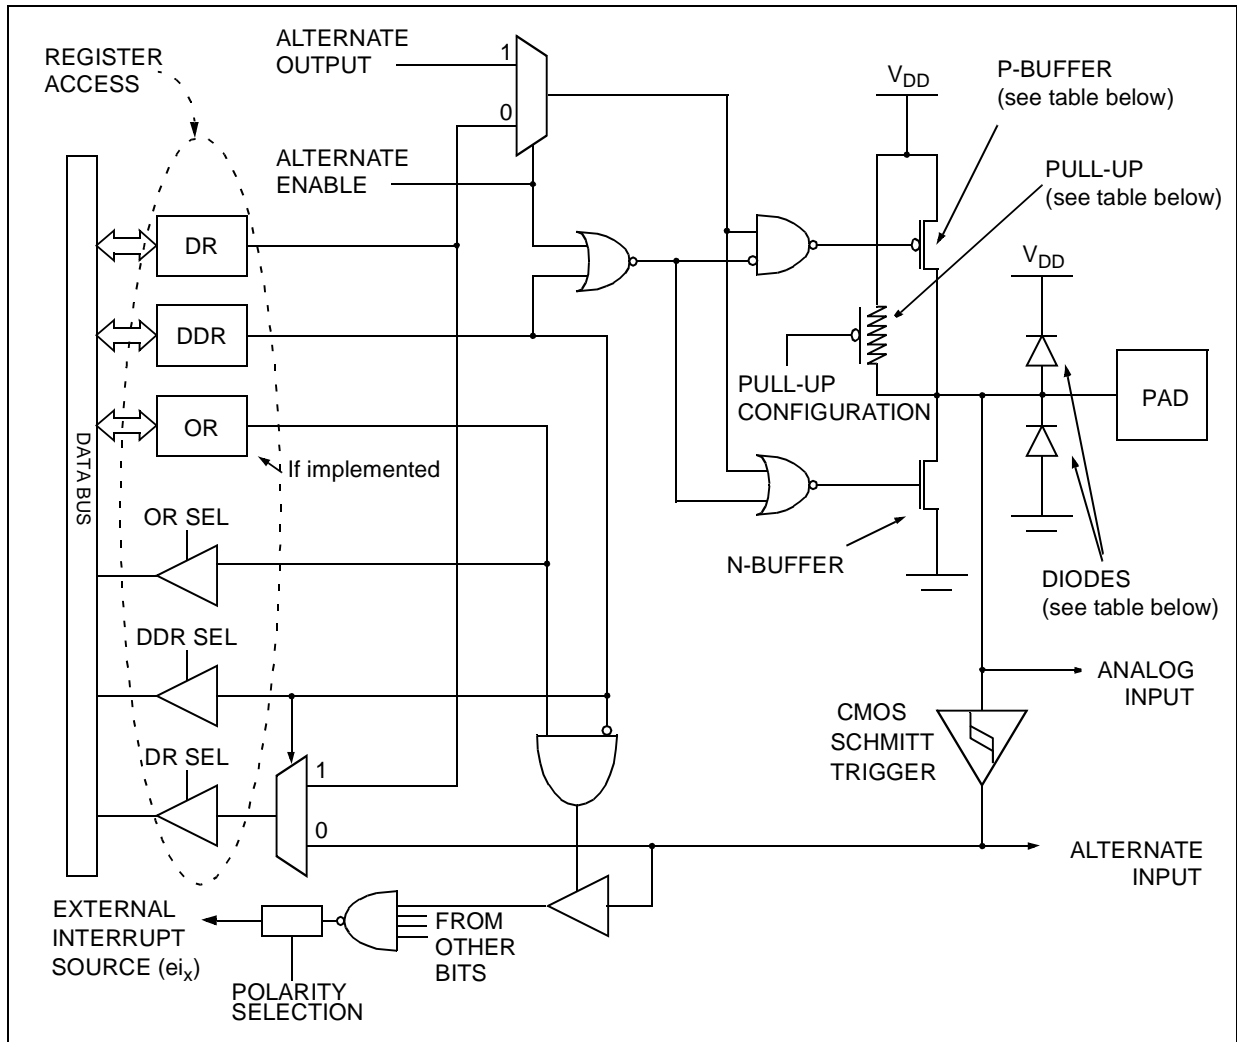 REGISTER
ACCESS
ALTERNATE
OUTPUT
1
0
ALTERNATE
ENABLE
VDD
P-BUFFER
(see table below)
PULL-UP
(see table below)
DR
DDR
OR
If implemented
DATA BUS
PULL-UP
CONFIGURATION
VDD
PAD
N-BUFFER
DIODES
(see table below)
OR SEL
DDR SEL
DR SEL
1
0
CMOS
SCHMITT
TRIGGER
ANALOG
INPUT
ALTERNATE
INPUT
EXTERNAL
INTERRUPT
SOURCE (eix)
POLARITY
SELECTION
FROM
OTHER
BITS